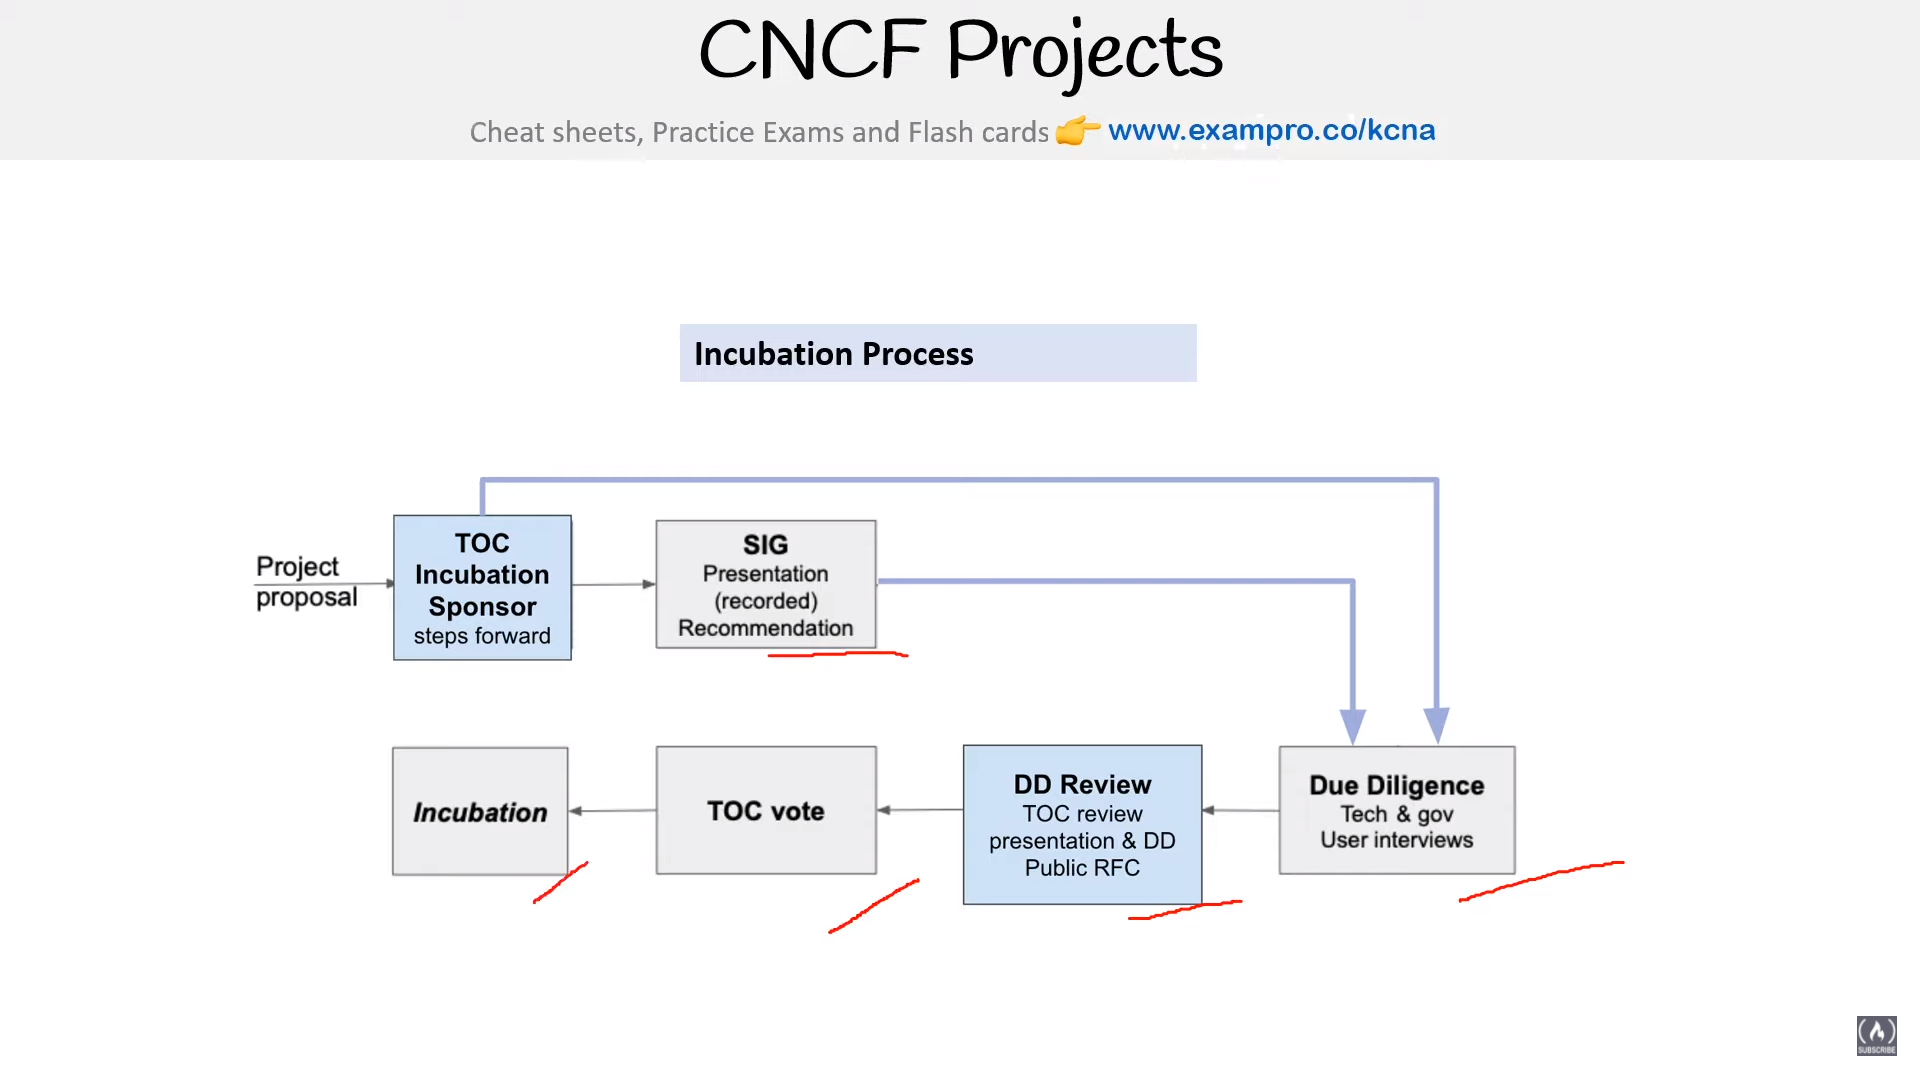 CNCF Projects
Cheat sheets, Practice Exams and Flash cards 👉 www.exampro.co/kcna
Incubation Process
Project
proposal
TOC
Incubation
Sponsor
steps forward
SIG
Presentation
(recorded)
Recommendation
Incubation
TOC vote
DD Review
TOC review
presentation & DD
Public RFC
Due Diligence
Tech & gov
User interviews
SUBSCRIBE